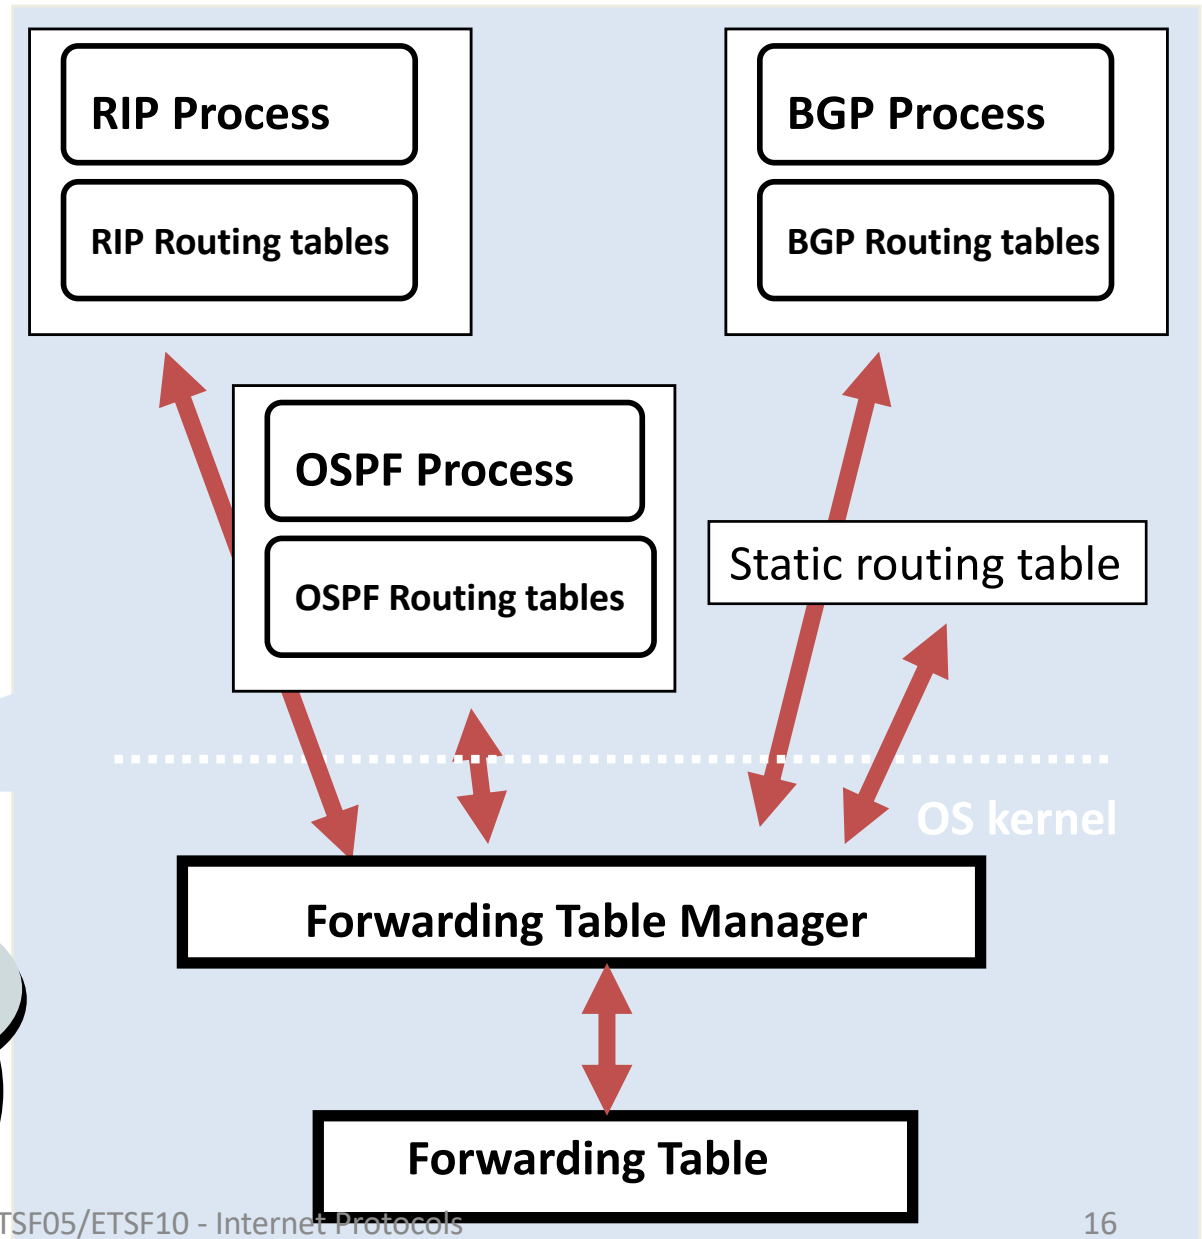 RIP Process
BGP Process
RIP Routing tables
BGP Routing tables
OSPF Process
OSPF Routing tables
Static routing table
OS kernel
Forwarding Table Manager
Forwarding Table
TSF05/ETSF10 - Internet Protocols
16